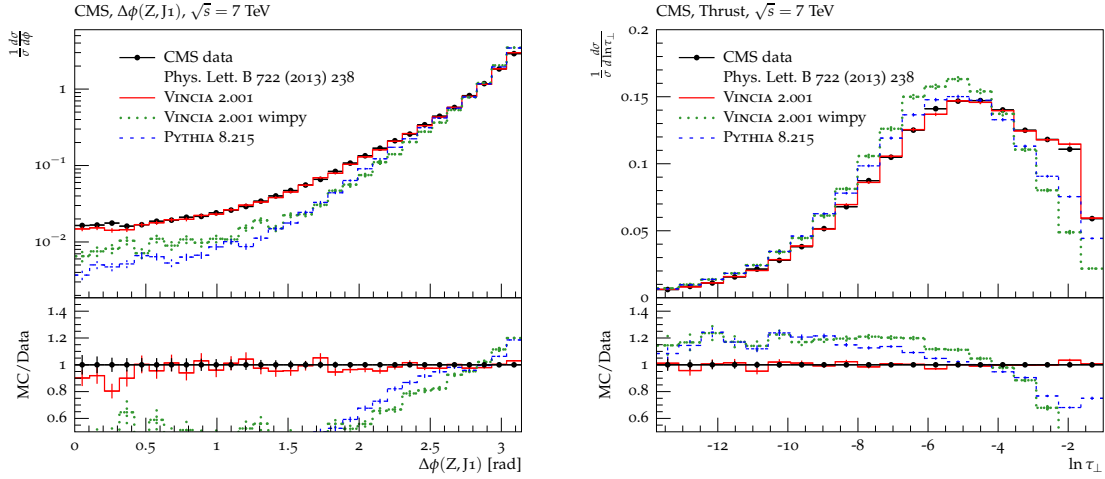 CMS, Δϕ(Z, J1), √s = 7 TeV
1/σ dσ/dϕ
CMS data
Phys. Lett. B 722 (2013) 238
VINCIA 2.001
VINCIA 2.001 wimpy
PYTHIA 8.215
1
10⁻¹
10⁻²
MC/Data
1.4
1.2
1
0.8
0.6
0 0.5 1 1.5 2 2.5 3
Δϕ(Z, J1) [rad]
CMS, Thrust, √s = 7 TeV
1/σ dσ/d ln τ⊥
CMS data
Phys. Lett. B 722 (2013) 238
VINCIA 2.001
VINCIA 2.001 wimpy
PYTHIA 8.215
0.2
0.15
0.1
0.05
0
MC/Data
1.4
1.2
1
0.8
0.6
-12 -10 -8 -6 -4 -2
ln τ⊥